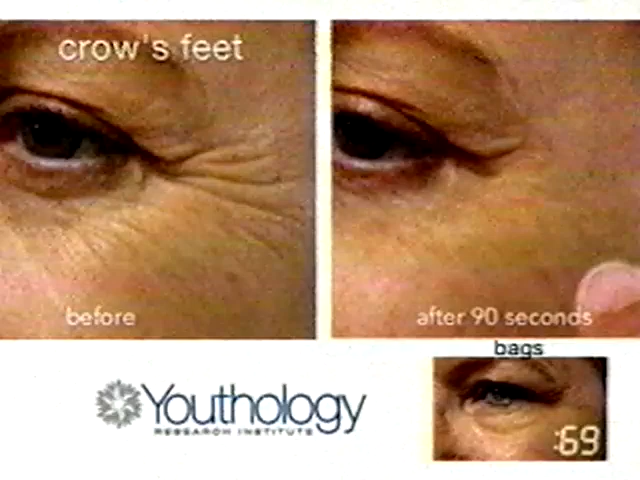 crow's feet
before
after 90 seconds
bags
Youthology
RESEARCH INSTITUTE
:69